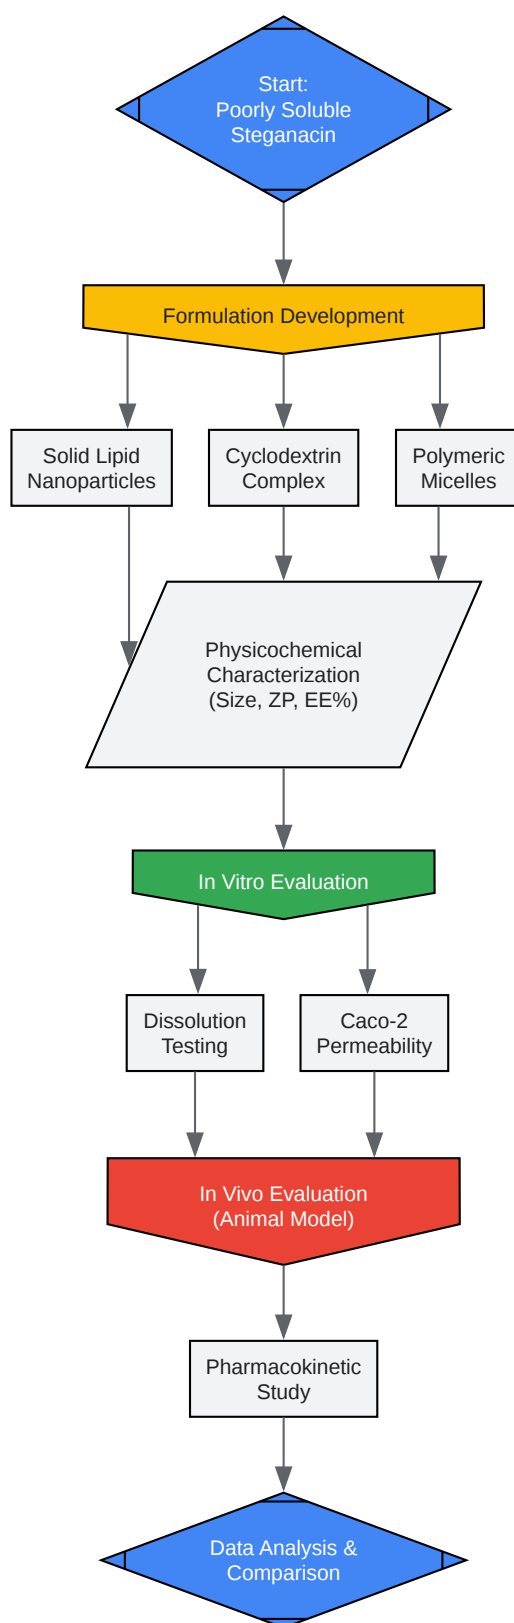 Start:
Poorly Soluble
Steganacin
Formulation Development
Solid Lipid
Nanoparticles
Cyclodextrin
Complex
Polymeric
Micelles
Physicochemical
Characterization
(Size, ZP, EE%)
In Vitro Evaluation
Dissolution
Testing
Caco-2
Permeability
In Vivo Evaluation
(Animal Model)
Pharmacokinetic
Study
Data Analysis &
Comparison